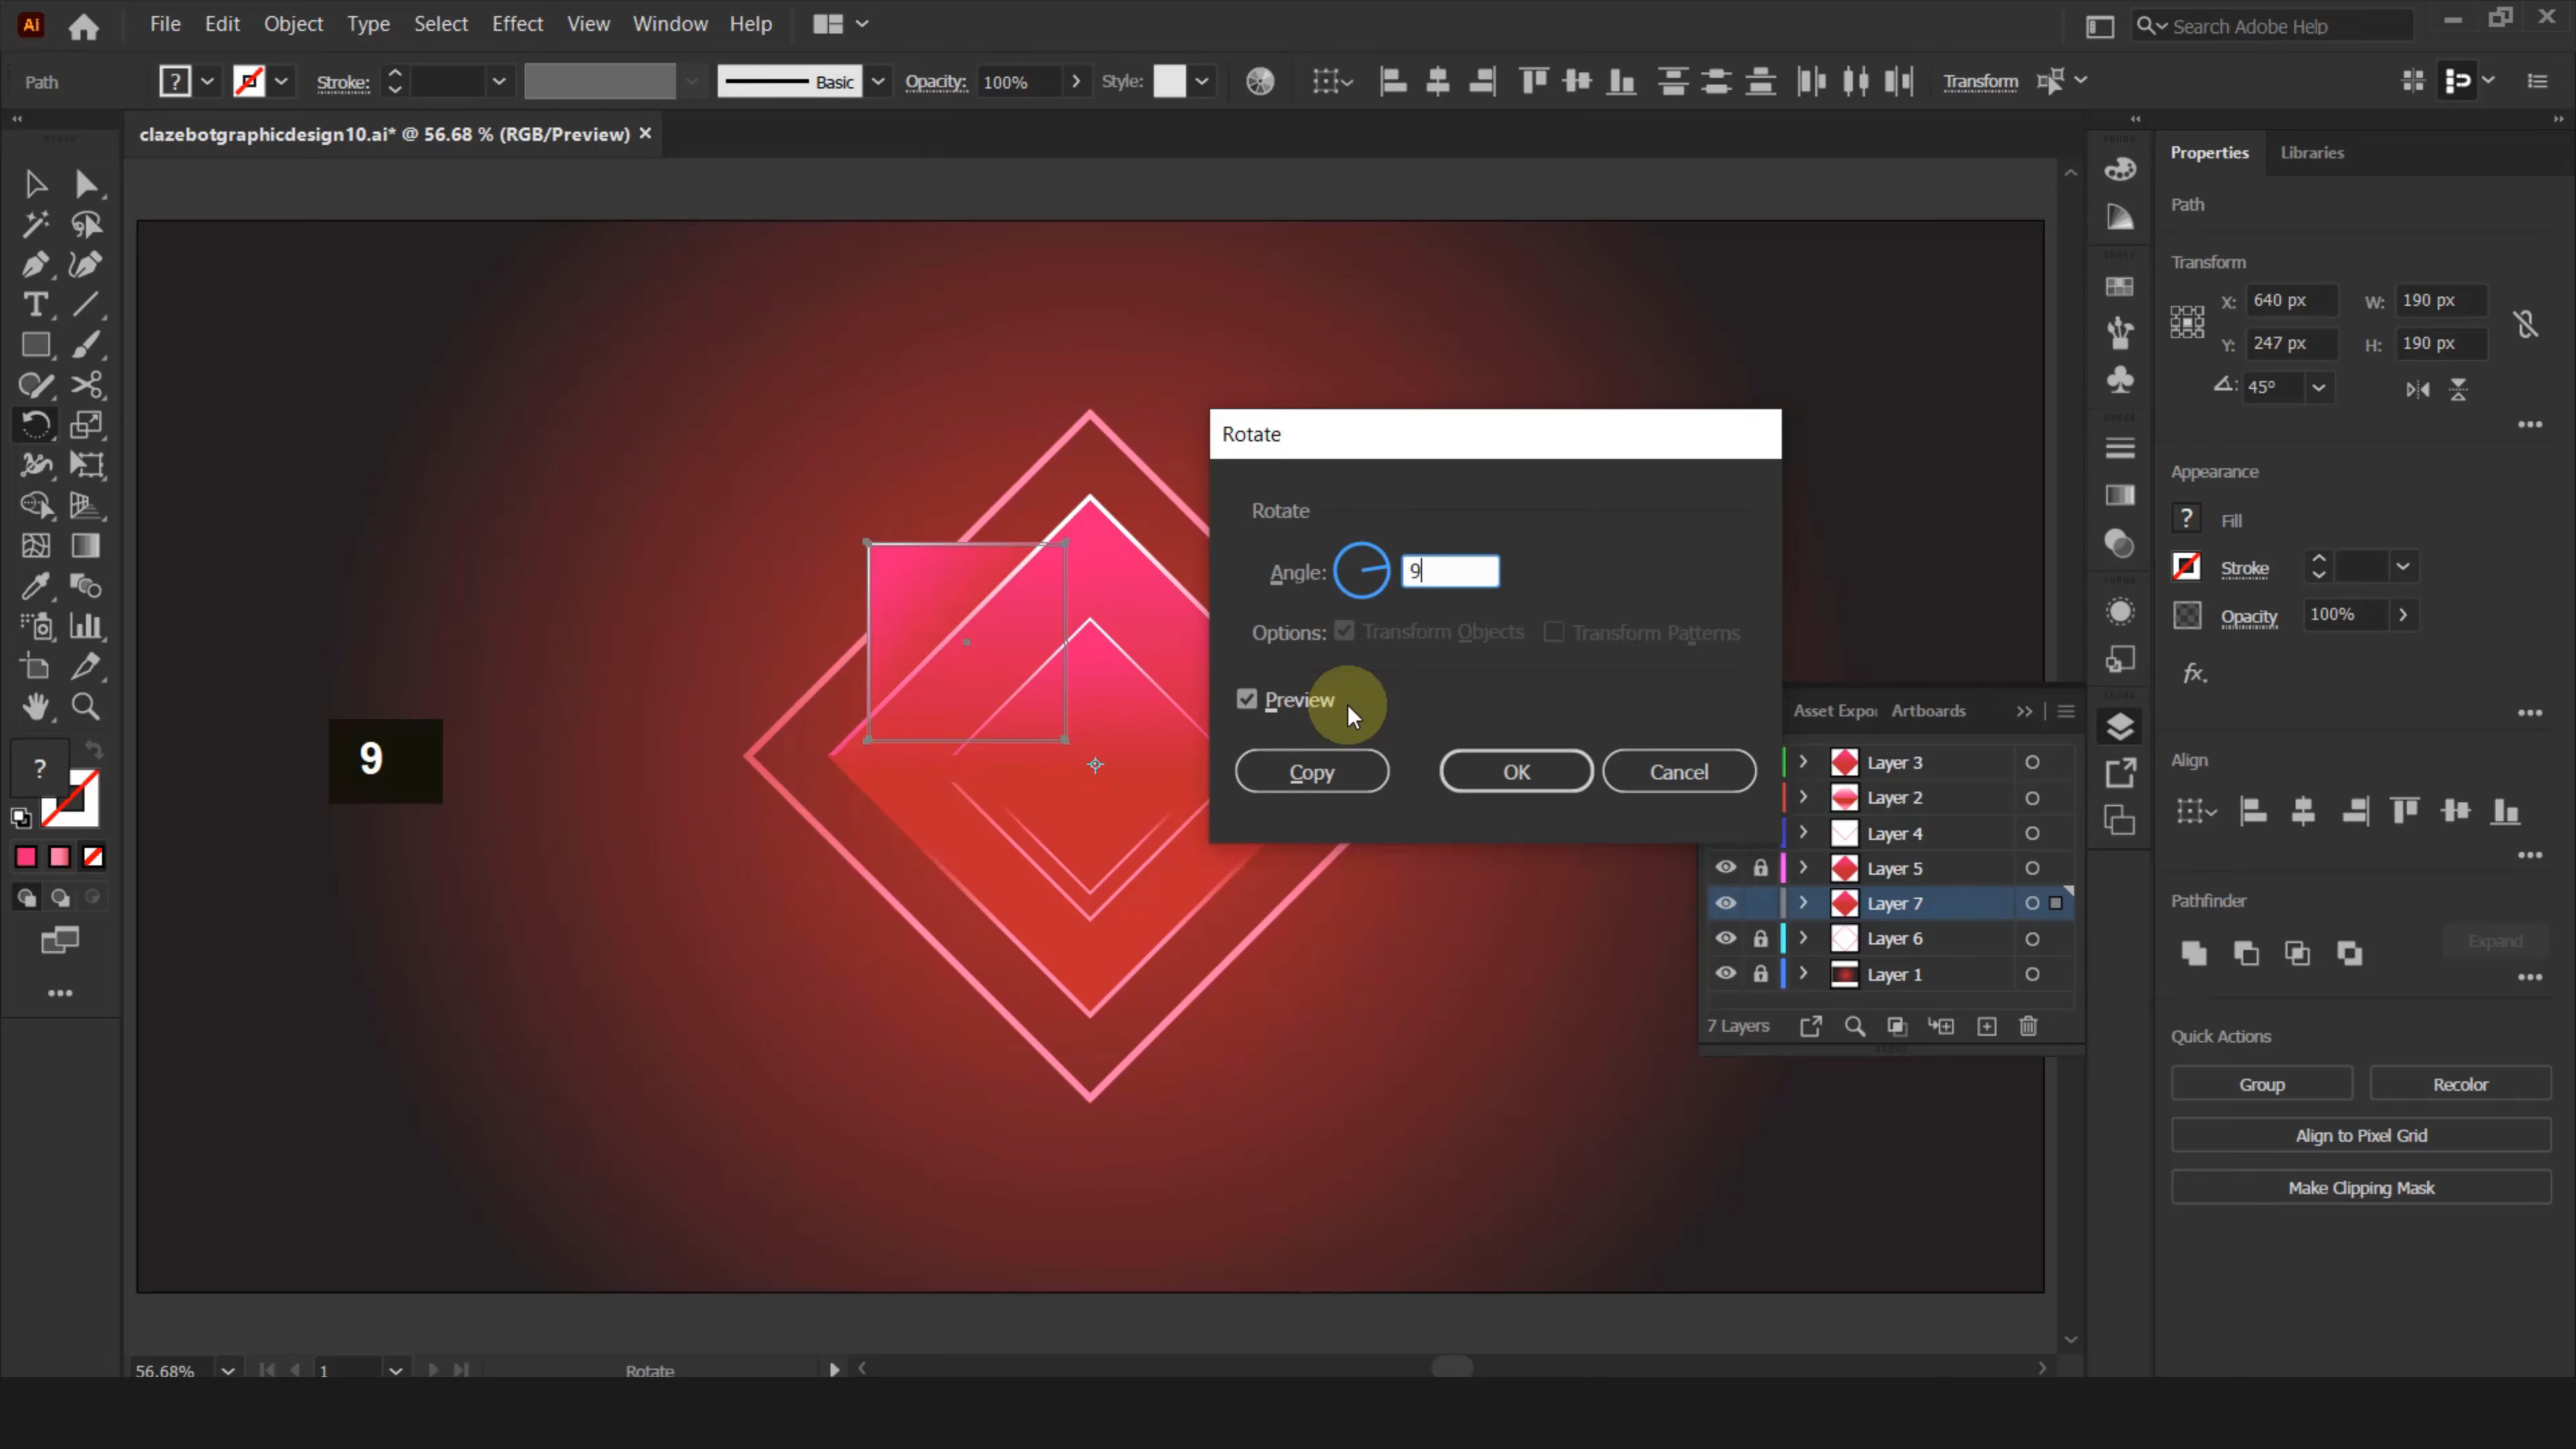 Ai File Edit Object Type Select Effect View Window Help Search Adobe Help
Path ? Stroke: Basic Opacity: 100% Style: Transform
clazebotgraphicdesign10.ai* @ 56.68 % (RGB/Preview)
Properties Libraries
Path
Transform
X: 640 px W: 190 px
Y: 247 px H: 190 px
45°
Appearance
? Fill
Stroke
Opacity 100%
fx.
Align
Pathfinder
Expand
Quick Actions
Group Recolor
Align to Pixel Grid
Make Clipping Mask
Rotate
Rotate
Angle: 9
Options: Transform Objects Transform Patterns
Preview
Copy OK Cancel
Asset Expo Artboards
Layer 3
Layer 2
Layer 4
Layer 5
Layer 7
Layer 6
Layer 1
7 Layers
T
?
9
56.68% 1 Rotate